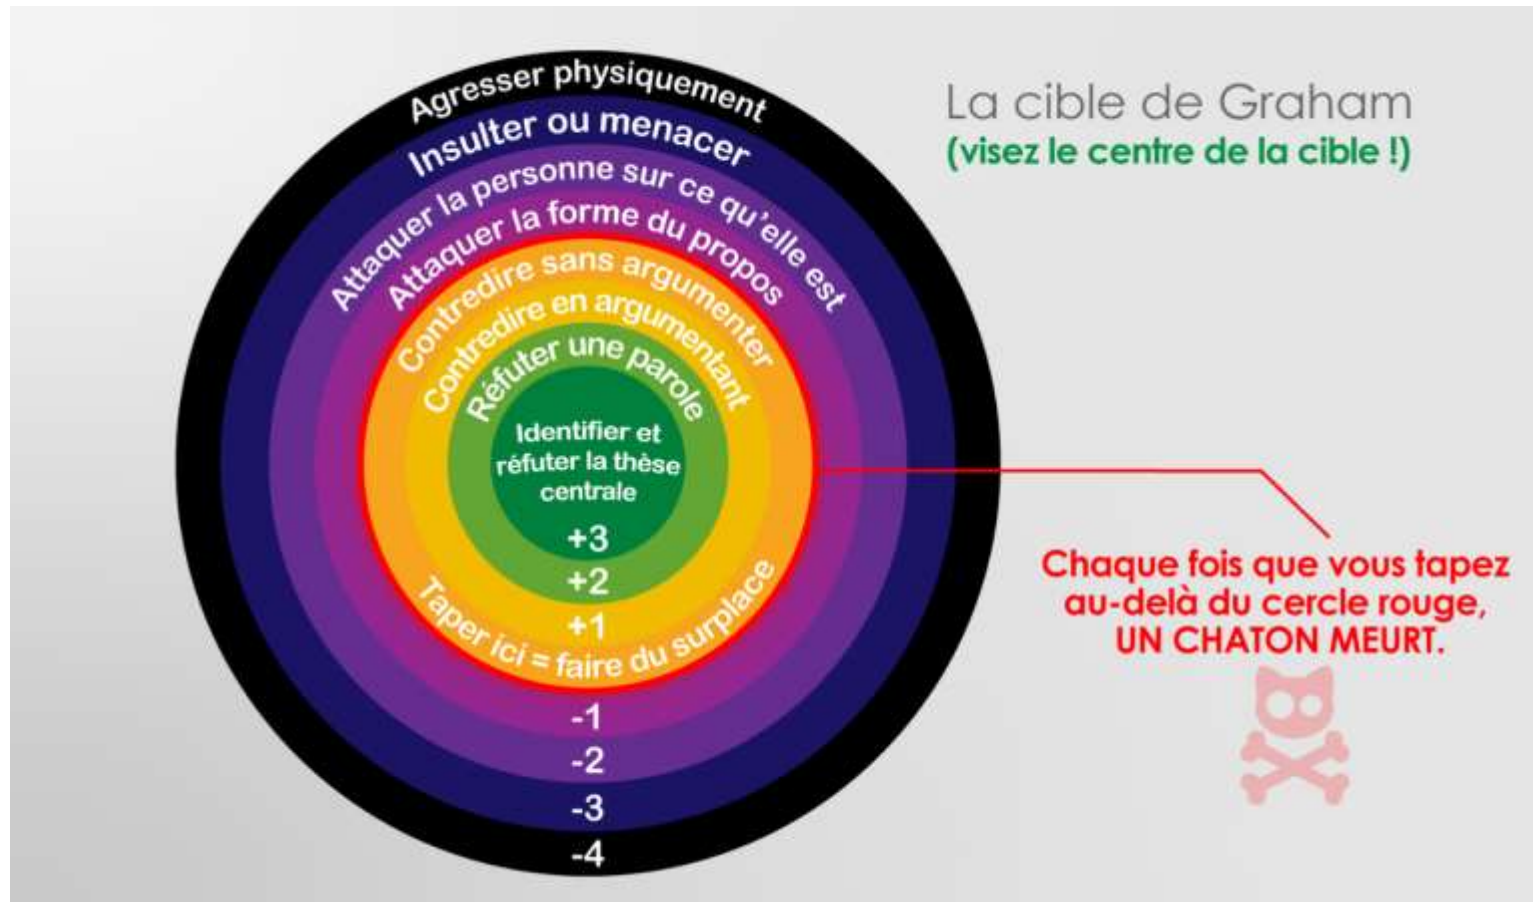 La cible de Graham
(visez le centre de la cible !)
Agresser physiquement
Insulter ou menacer
Attaquer la personne sur ce qu'elle est
Attaquer la forme du propos
Contredire sans argumenter
Contredire en argumentant
Réfuter une parole
Identifier et
réfuter la thèse
centrale
+3
+2
+1
Taper ici = faire du surplace
-1
-2
-3
-4
Chaque fois que vous tapez
au-delà du cercle rouge,
UN CHATON MEURT.